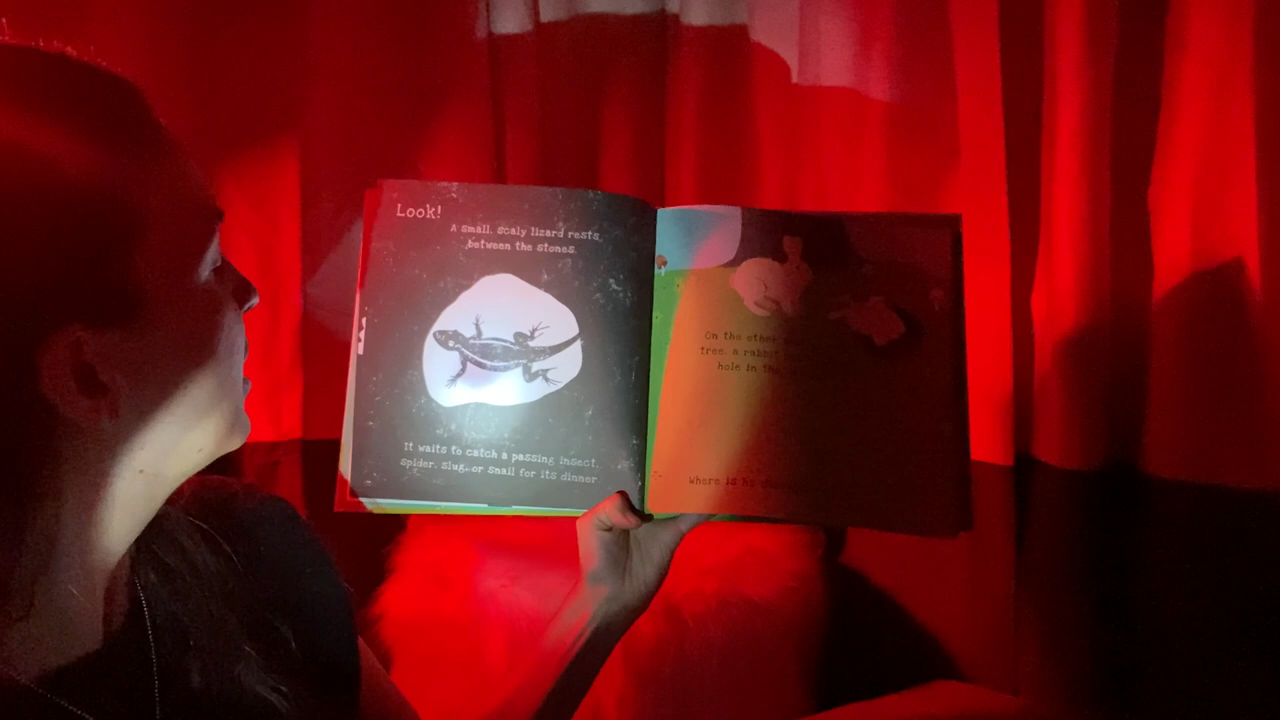 Look!
A small, scaly lizard rests
between the stones.
It waits to catch a passing insect,
spider, slug, or snail for its dinner
On the other
tree, a rabbit
hole in the
Where is he